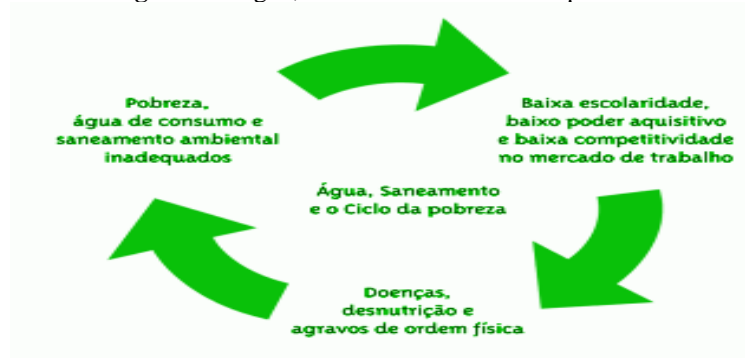 Pobreza,
água de consumo e
saneamento ambiental
inadequados
Baixa escolaridade,
baixo poder aquisitivo
e baixa competitividade
no mercado de trabalho
Água, Saneamento
e o Ciclo da pobreza
Doenças,
desnutrição e
agravos de ordem física